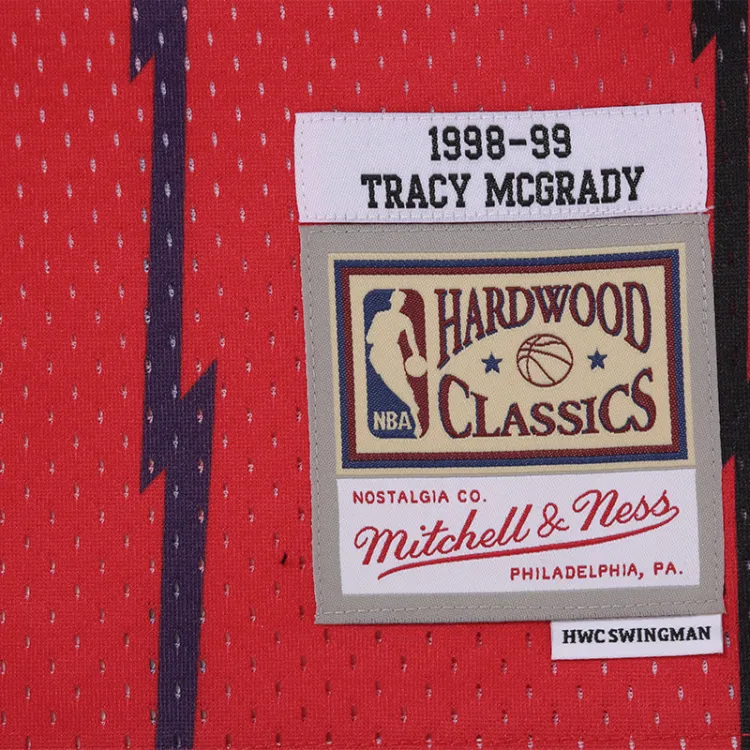 1998-99
TRACY MCGRADY
HARDWOOD
CLASSICS
NBA
NOSTALGIA CO.
Mitchell & Ness
PHILADELPHIA, PA.
HWC SWINGMAN